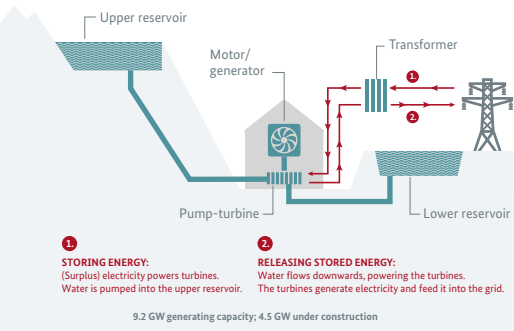 Upper reservoir
Motor/
generator
Transformer
1.
2.
Pump-turbine
Lower reservoir
1.
STORING ENERGY:
(Surplus) electricity powers turbines.
Water is pumped into the upper reservoir.
2.
RELEASING STORED ENERGY:
Water flows downwards, powering the turbines.
The turbines generate electricity and feed it into the grid.
9.2 GW generating capacity; 4.5 GW under construction